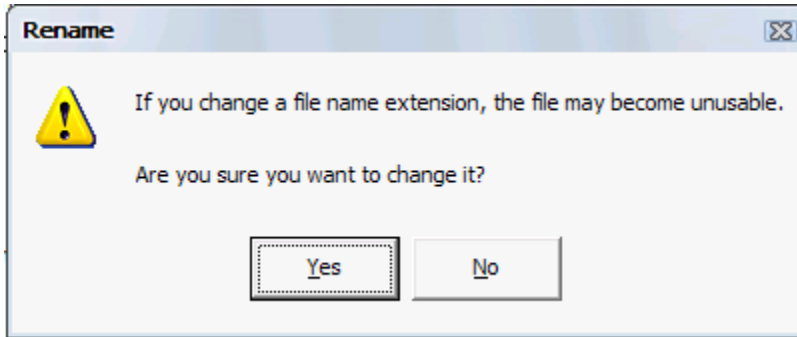 Rename
If you change a file name extension, the file may become unusable.
Are you sure you want to change it?
Yes
No